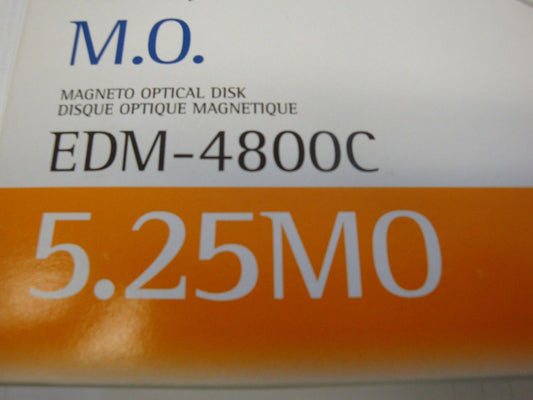 M.O.
MAGNETO OPTICAL DISK
DISQUE OPTIQUE MAGNETIQUE
EDM-4800C
5.25MO